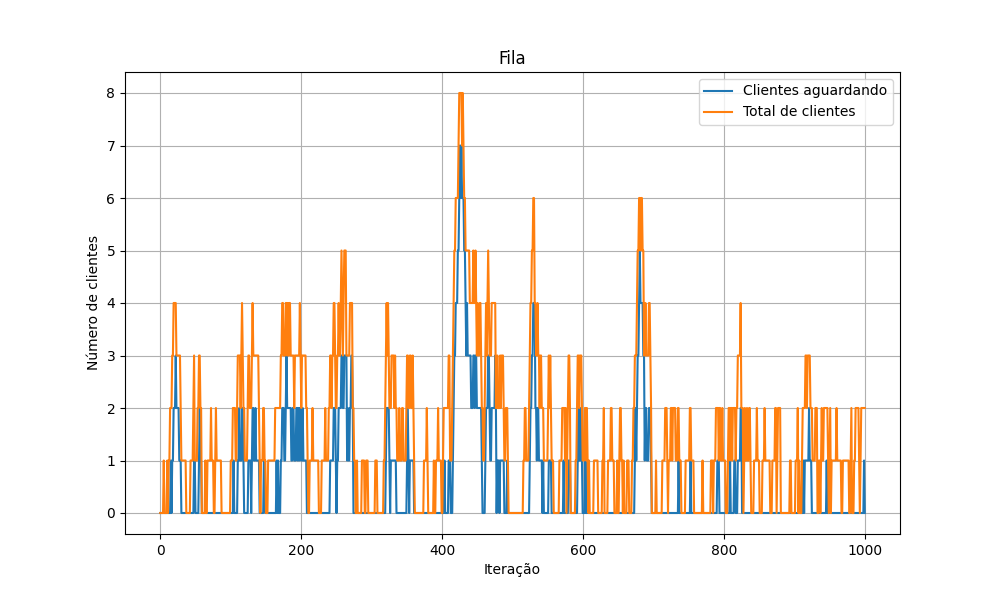 Fila
Clientes aguardando
Total de clientes
Número de clientes
8
7
6
5
4
3
2
1
0
0 200 400 600 800 1000
Iteração